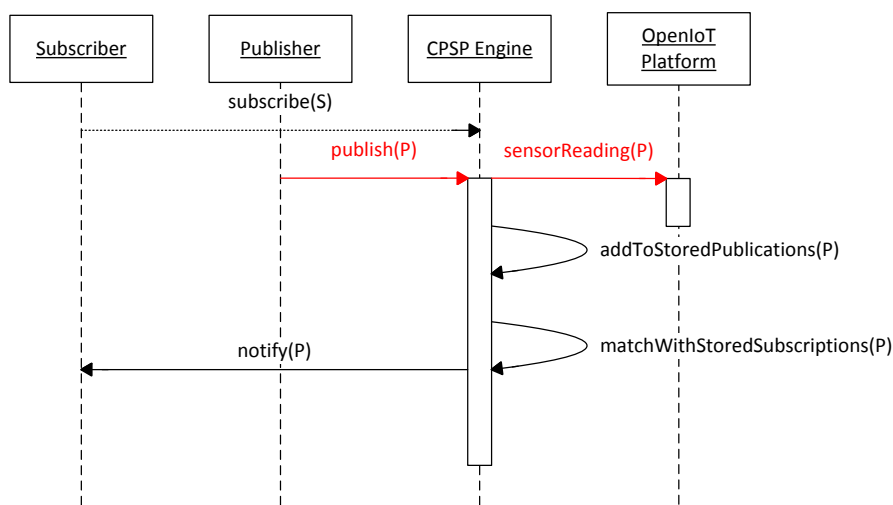 Subscriber
Publisher
CPSP Engine
OpenIoT
Platform
subscribe(S)
publish(P)
sensorReading(P)
addToStoredPublications(P)
matchWithStoredSubscriptions(P)
notify(P)